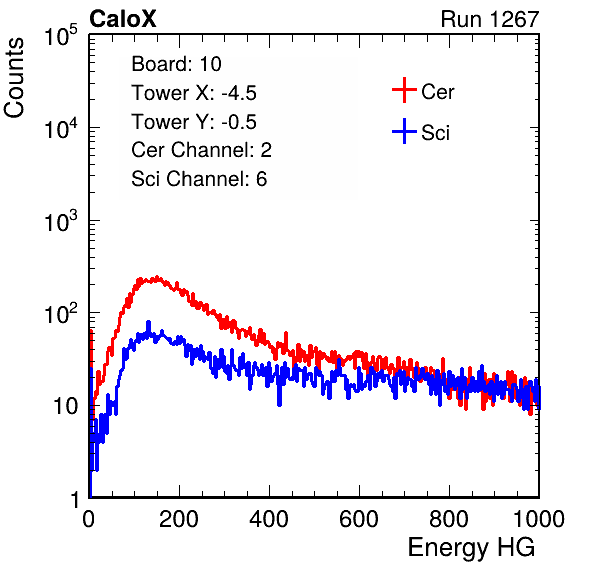 CaloX Run 1267
Counts
Board: 10
Tower X: -4.5
Tower Y: -0.5
Cer Channel: 2
Sci Channel: 6
Cer
Sci
10^5
10^4
10^3
10^2
10
1
0 200 400 600 800 1000
Energy HG